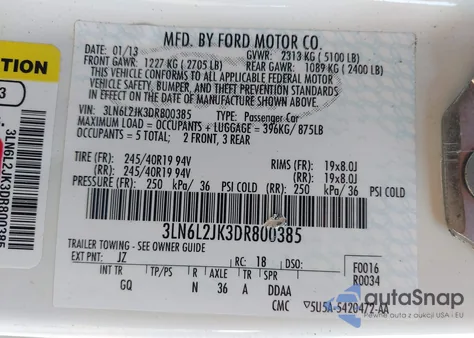 MFD. BY FORD MOTOR CO.
DATE: 01/13 GVWR: 2313 KG ( 5100 LB)
FRONT GAWR: 1227 KG ( 2705 LB) REAR GAWR: 1089 KG ( 2400 LB)
THIS VEHICLE CONFORMS TO ALL APPLICABLE FEDERAL MOTOR
VEHICLE SAFETY, BUMPER, AND THEFT PREVENTION STANDARDS
IN EFFECT ON THE DATE OF MANUFACTURE SHOWN ABOVE.
VIN: 3LN6L2JK3DR800385 TYPE: Passenger Car
MAXIMUM LOAD = OCCUPANTS + LUGGAGE = 396KG/875LB
OCCUPANTS = 5 TOTAL; 2 FRONT, 3 REAR
TIRE (FR): 245/40R19 94V RIMS (FR): 19x8.0J
(RR): 245/40R19 94V (RR): 19x8.0J
PRESSURE (FR): 250 kPa/ 36 PSI COLD (RR): 250 kPa/ 36 PSI COLD
3LN6L2JK3DR800385
TRAILER TOWING - SEE OWNER GUIDE
EXT PNT: JZ RC: 18 DSO: F0016
R0034
INT TR TP/PS R AXLE TR SPR
GQ N 36 A DDAA
CMC ▽5U5A-5420472-AA
TION
3
3LN6L2JK3DR800385
autoSnap